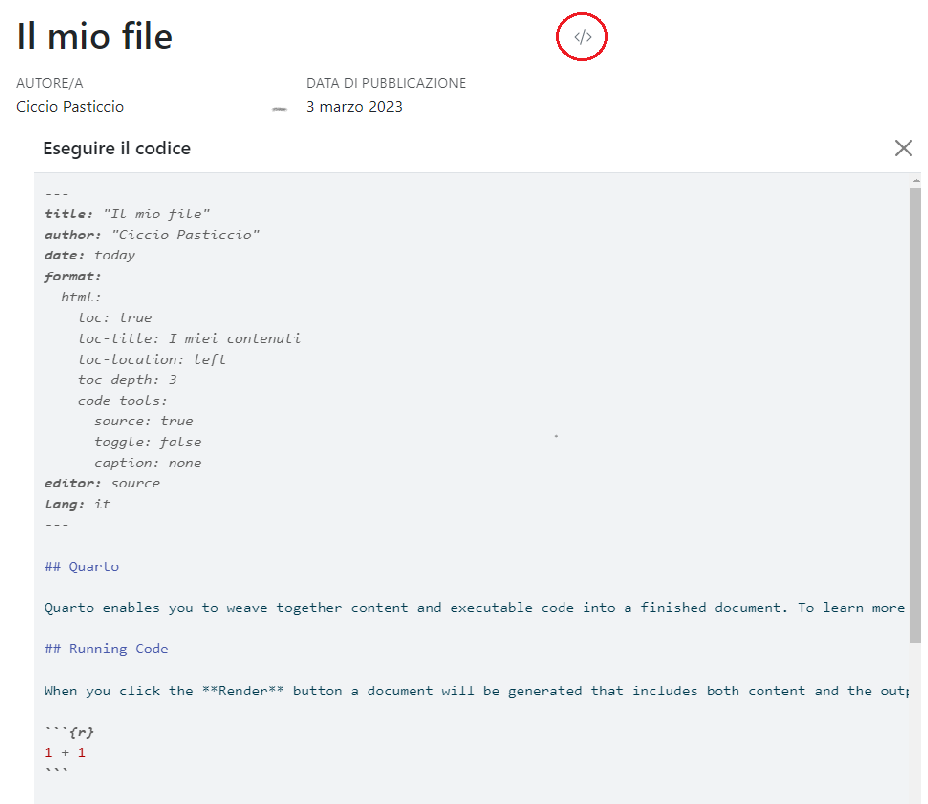 Il mio file
</>
AUTORE/A DATA DI PUBBLICAZIONE
Ciccio Pasticcio 3 marzo 2023
Eseguire il codice
---
title: "Il mio file"
author: "Ciccio Pasticcio"
date: today
format:
  html:
    toc: true
    toc-title: I miei contenuti
    toc-location: left
    toc-depth: 3
    code-tools:
      source: true
      toggle: false
      caption: none
editor: source
lang: it
---
## Quarto
Quarto enables you to weave together content and executable code into a finished document. To learn more
## Running Code
When you click the **Render** button a document will be generated that includes both content and the outp
```{r}
1 + 1
```